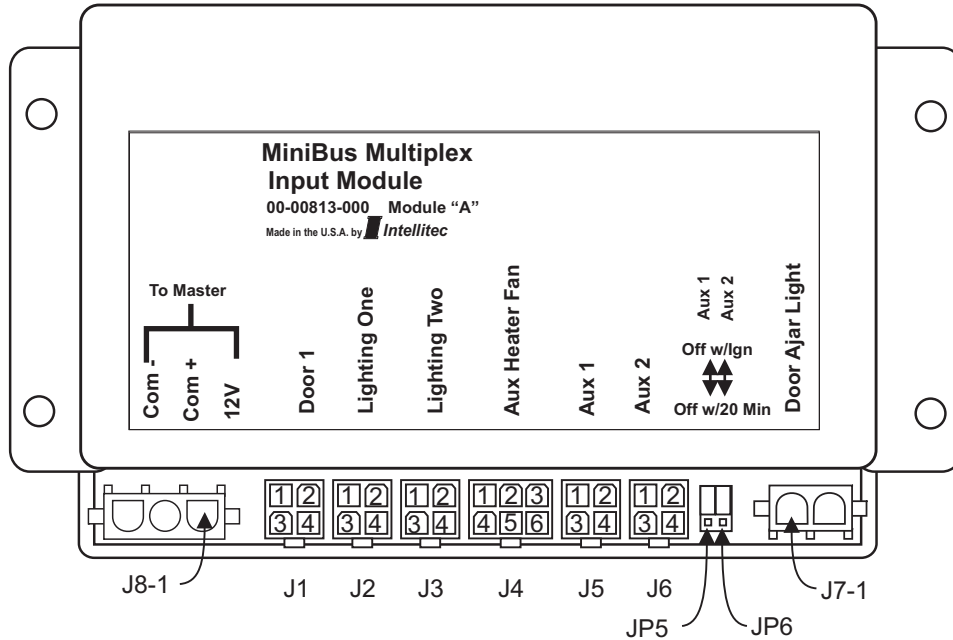 MiniBus Multiplex
Input Module
00-00813-000 Module “A”
Made in the U.S.A. by Intellitec
To Master
Com -
Com +
12V
Door 1
Lighting One
Lighting Two
Aux Heater Fan
Aux 1
Aux 2
Aux 1
Aux 2
Off w/Ign
Off w/20 Min
Door Ajar Light
1 2
3 4
1 2
3 4
1 2
3 4
1 2 3
4 5 6
1 2
3 4
1 2
3 4
J8-1
J1
J2
J3
J4
J5
J6
JP5
JP6
J7-1